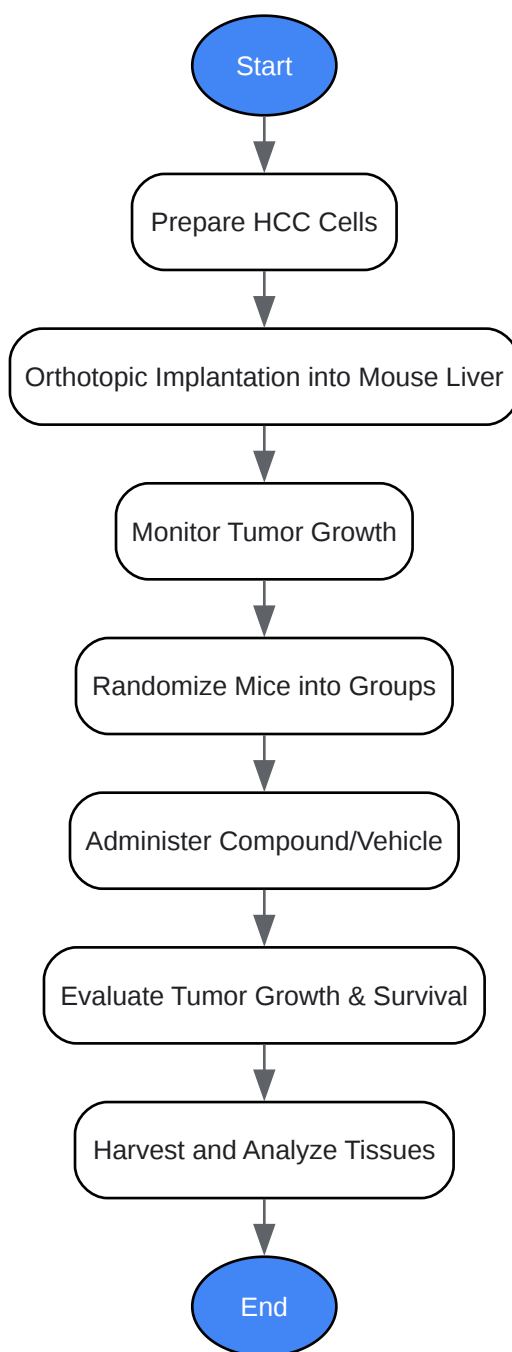 Start
Prepare HCC Cells
Orthotopic Implantation into Mouse Liver
Monitor Tumor Growth
Randomize Mice into Groups
Administer Compound/Vehicle
Evaluate Tumor Growth & Survival
Harvest and Analyze Tissues
End